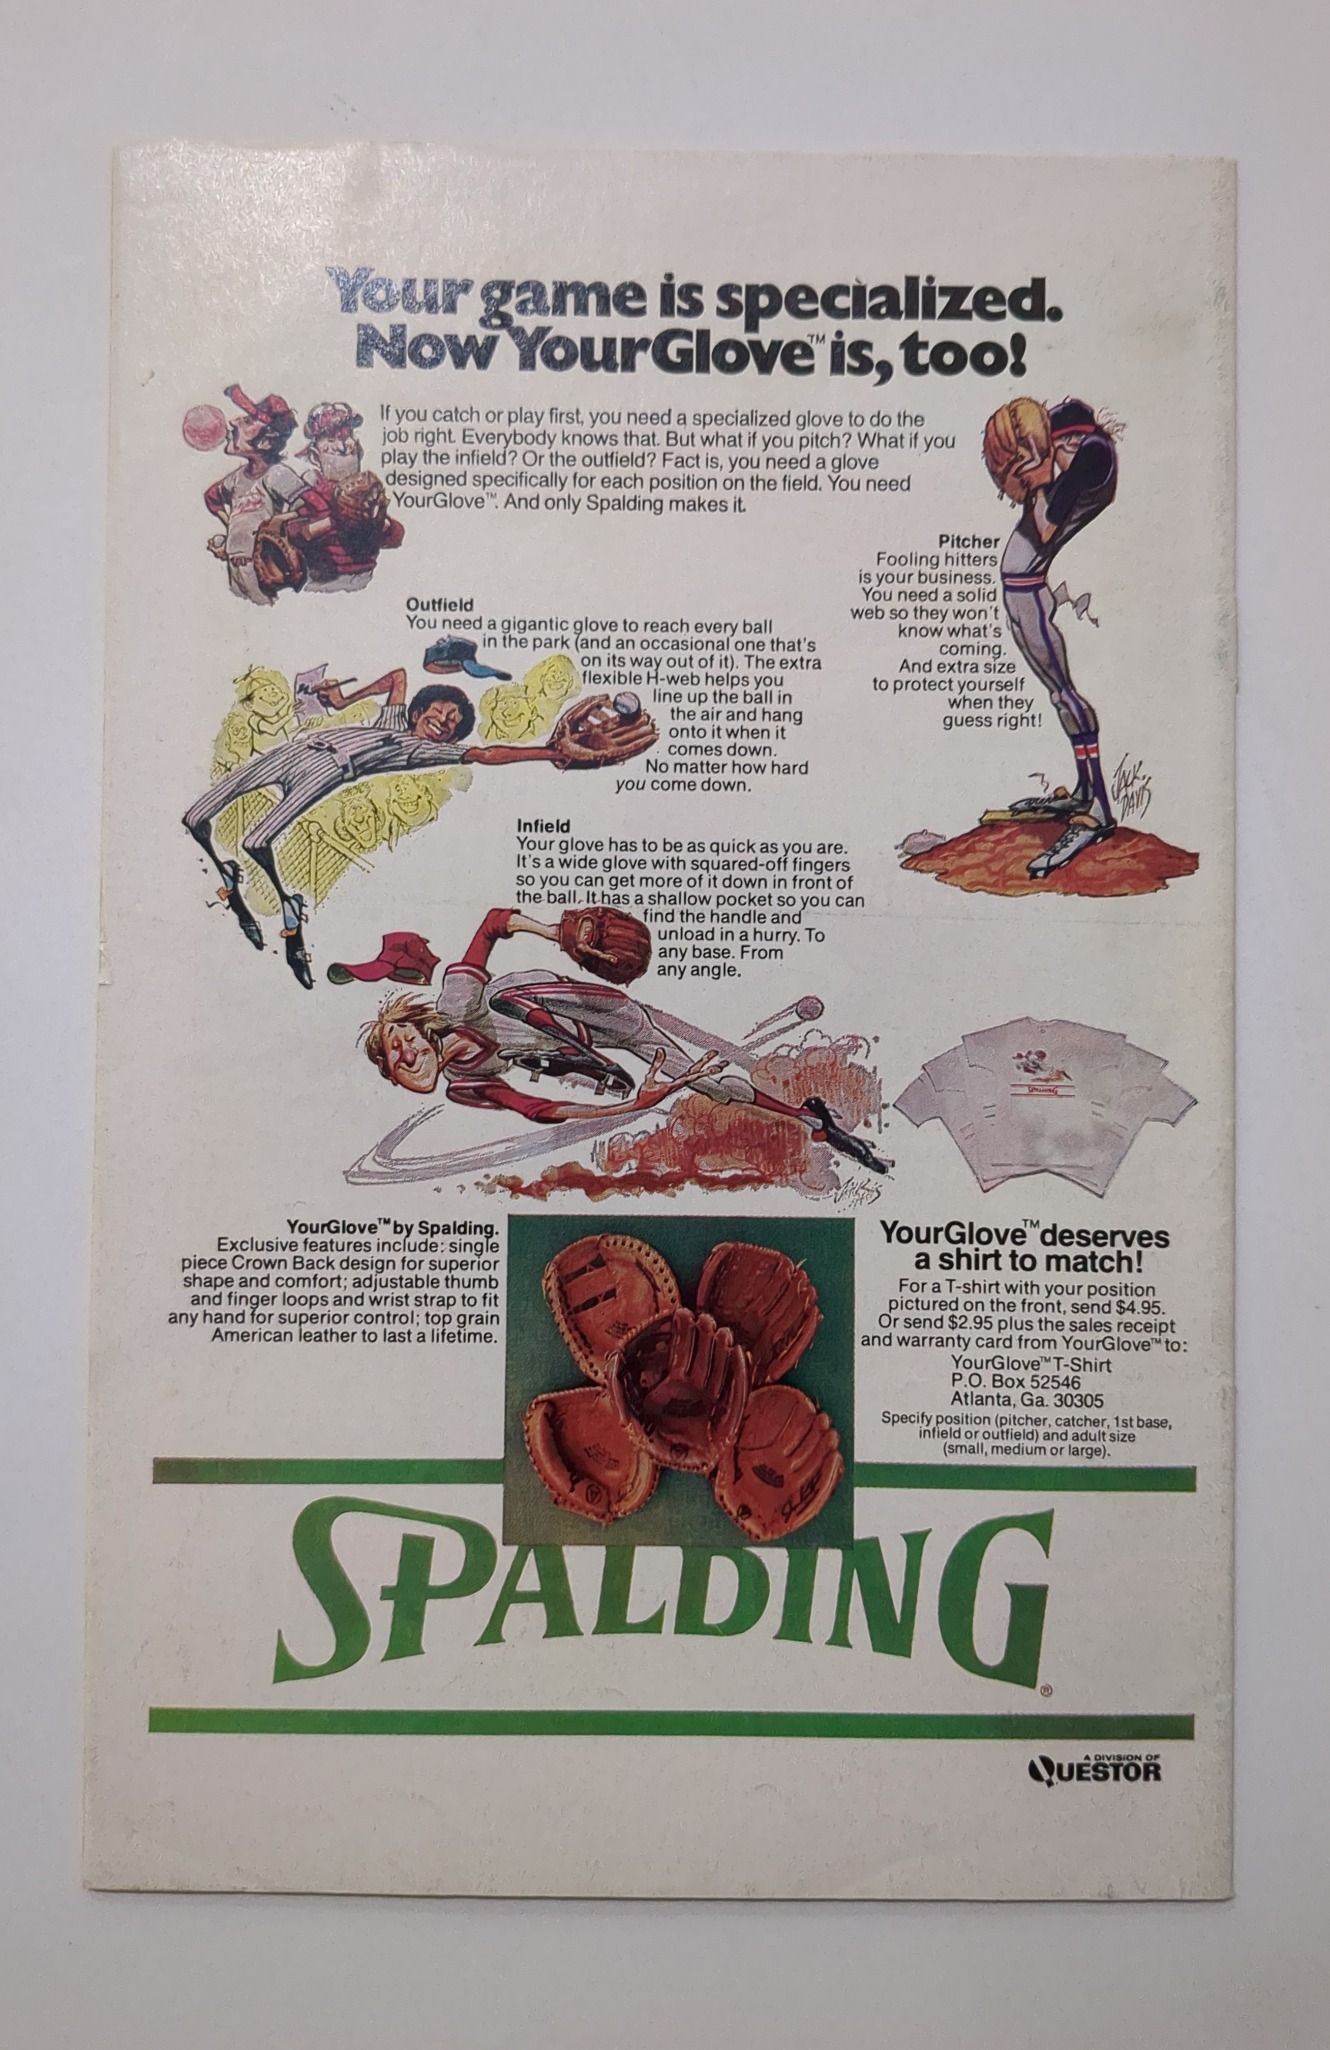 Your game is specialized.
Now YourGlove™ is, too!
If you catch or play first, you need a specialized glove to do the
job right. Everybody knows that. But what if you pitch? What if you
play the infield? Or the outfield? Fact is, you need a glove
designed specifically for each position on the field. You need
YourGlove™. And only Spalding makes it.
Pitcher
Fooling hitters
is your business.
You need a solid
web so they won't
know what's
coming.
And extra size
to protect yourself
when they
guess right!
JACK
DAVIS
Outfield
You need a gigantic glove to reach every ball
in the park (and an occasional one that's
on its way out of it). The extra
flexible H-web helps you
line up the ball in
the air and hang
onto it when it
comes down.
No matter how hard
you come down.
Infield
Your glove has to be as quick as you are.
It's a wide glove with squared-off fingers
so you can get more of it down in front of
the ball. It has a shallow pocket so you can
find the handle and
unload in a hurry. To
any base. From
any angle.
SPALDING
YourGlove™ by Spalding.
Exclusive features include: single
piece Crown Back design for superior
shape and comfort; adjustable thumb
and finger loops and wrist strap to fit
any hand for superior control; top grain
American leather to last a lifetime.
YourGlove™ deserves
a shirt to match!
For a T-shirt with your position
pictured on the front, send $4.95.
Or send $2.95 plus the sales receipt
and warranty card from YourGlove™ to:
YourGlove™ T-Shirt
P.O. Box 52546
Atlanta, Ga. 30305
Specify position (pitcher, catcher, 1st base,
infield or outfield) and adult size
(small, medium or large).
SPALDING®
A DIVISION OF
QUESTOR